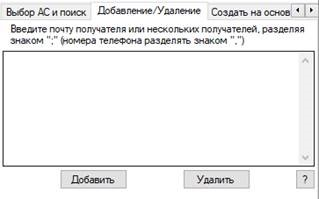 Выбор АС и поиск Добавление/Удаление Создать на основ
Введите почту получателя или нескольких получателей, разделяя
знаком ";" (номера телефона разделять знаком ",")
Добавить Удалить ?